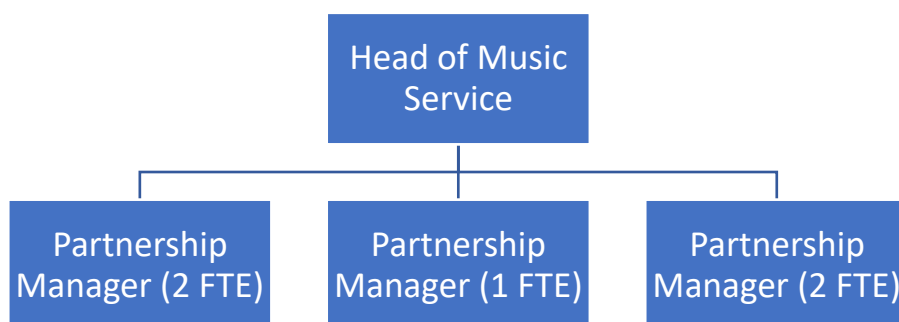 Head of Music
Service
Partnership
Manager (2 FTE)
Partnership
Manager (1 FTE)
Partnership
Manager (2 FTE)